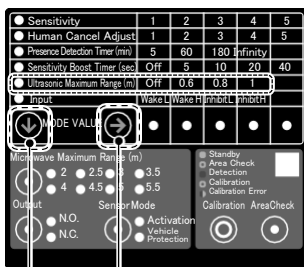 Sensitivity 1 2 3 4 5
Human Cancel Adjust 1 2 3 4 5
Presence Detection Timer (min) 5 60 180 Infinity
Sensitivity Boost Timer (sec) Off 5 10 20 40
Ultrasonic Maximum Range (m) Off 0.6 0.8 1
Input Wake L Wake H Inhibit L Inhibit H
MODE VALUE
Microwave Maximum Range (m)
2 2.5 3 3.5
4 4.5 5 5.5
Output Sensor Mode
N.O. Activation
N.C. Vehicle Protection
Standby
Area Check
Detection
Calibration
Calibration Error
Calibration AreaCheck